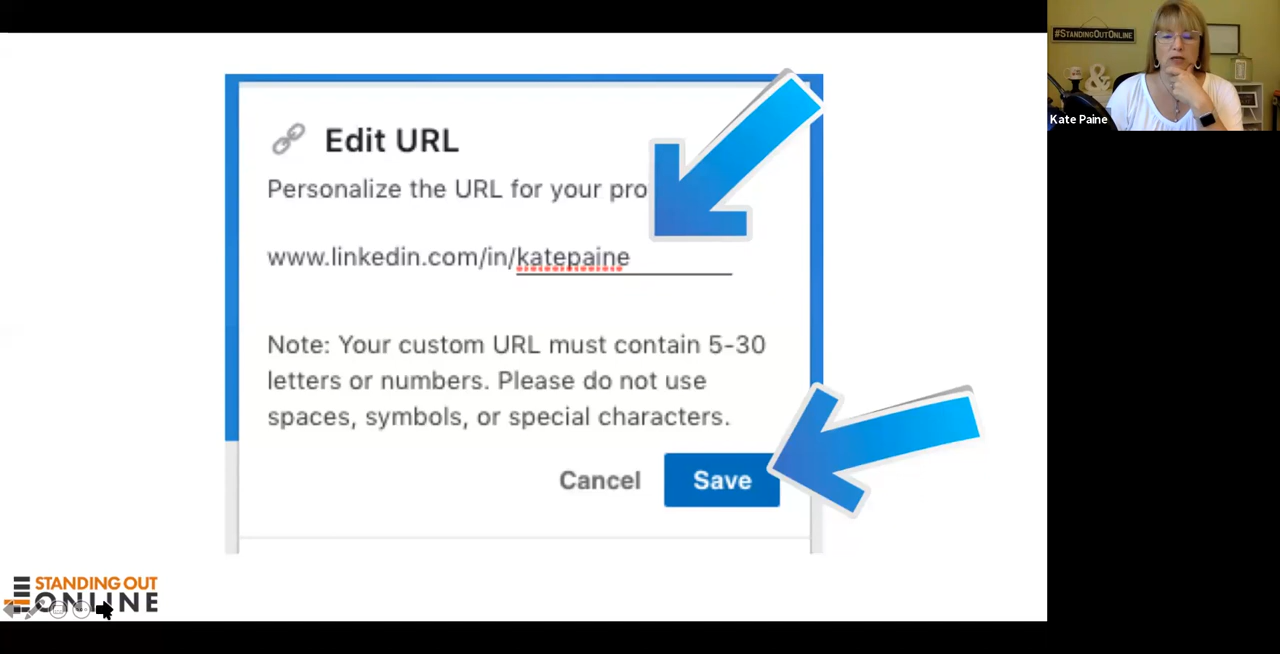 #STANDINGOUTONLINE
&
Kate Paine
Edit URL
Personalize the URL for your pro
www.linkedin.com/in/katepaine
Note: Your custom URL must contain 5-30
letters or numbers. Please do not use
spaces, symbols, or special characters.
Cancel Save
STANDING OUT
ONLINE